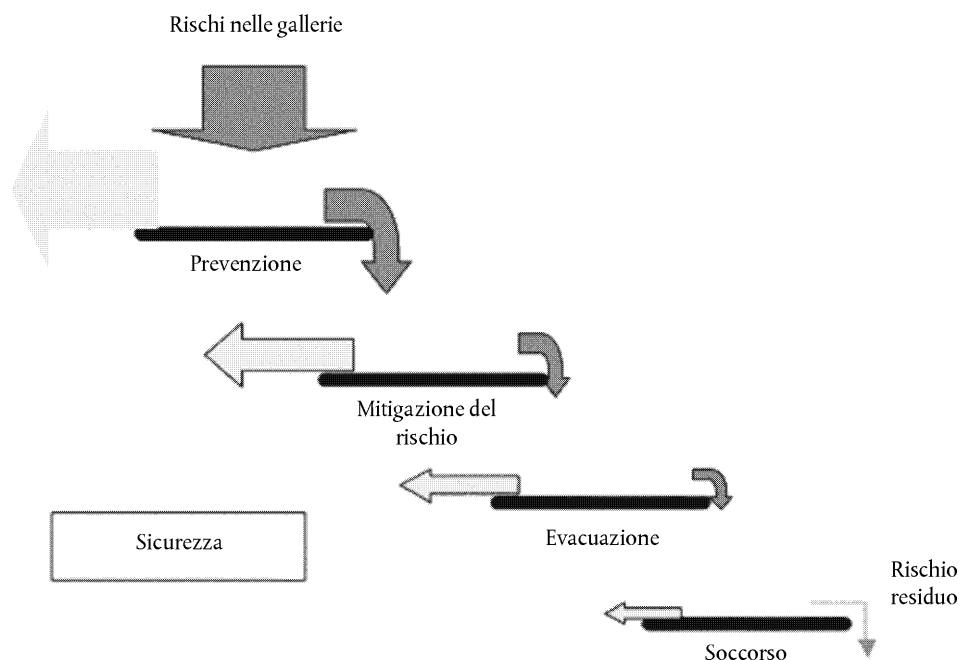 Rischi nelle gallerie
Prevenzione
Mitigazione del
rischio
Evacuazione
Sicurezza
Rischio
residuo
Soccorso